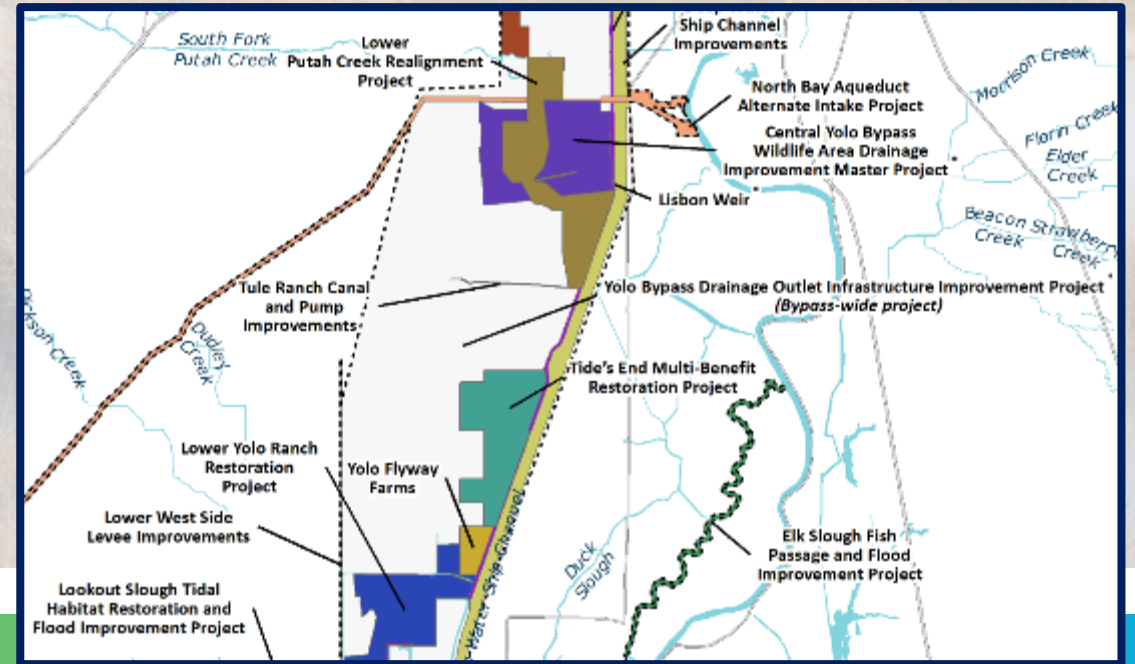 Ship Channel
Improvements
South Fork
Putah Creek
Lower
Putah Creek Realignment
Project
Morrison Creek
North Bay Aqueduct
Alternate Intake Project
Florin Creek
Elder
Creek
Central Yolo Bypass
Wildlife Area Drainage
Improvement Master Project
Lisbon Weir
Beacon Strawberry
Creek Creek
Tule Ranch Canal
and Pump
Improvements
Yolo Bypass Drainage Outlet Infrastructure Improvement Project
(Bypass-wide project)
Dudley
Creek
Tide's End Multi-Benefit
Restoration Project
Lower Yolo Ranch
Restoration
Project
Yolo Flyway
Farms
Lower West Side
Levee Improvements
Water Ship Channel
Duck
Slough
Elk Slough Fish
Passage and Flood
Improvement Project
Lookout Slough Tidal
Habitat Restoration and
Flood Improvement Project